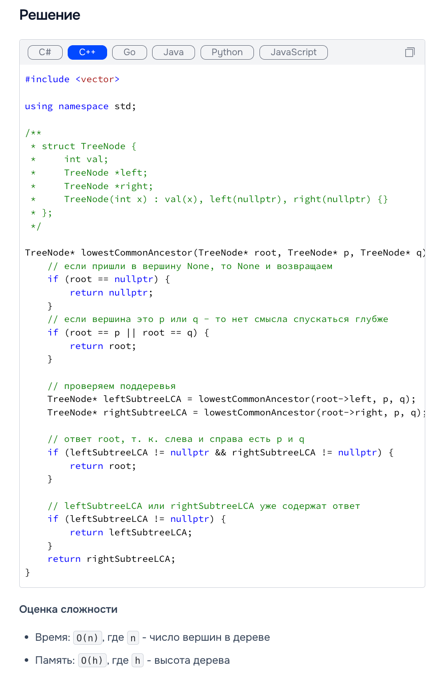 Решение
C# C++ Go Java Python JavaScript
#include <vector>
using namespace std;
/**
 * struct TreeNode {
 *     int val;
 *     TreeNode *left;
 *     TreeNode *right;
 *     TreeNode(int x) : val(x), left(nullptr), right(nullptr) {}
 * };
 */
TreeNode* lowestCommonAncestor(TreeNode* root, TreeNode* p, TreeNode* q)
    // если пришли в вершину None, то None и возвращаем
    if (root == nullptr) {
        return nullptr;
    }
    // если вершина это p или q - то нет смысла спускаться глубже
    if (root == p || root == q) {
        return root;
    }
    // проверяем поддеревья
    TreeNode* leftSubtreeLCA = lowestCommonAncestor(root->left, p, q);
    TreeNode* rightSubtreeLCA = lowestCommonAncestor(root->right, p, q);
    // ответ root, т. к. слева и справа есть p и q
    if (leftSubtreeLCA != nullptr && rightSubtreeLCA != nullptr) {
        return root;
    }
    // leftSubtreeLCA или rightSubtreeLCA уже содержат ответ
    if (leftSubtreeLCA != nullptr) {
        return leftSubtreeLCA;
    }
    return rightSubtreeLCA;
}
Оценка сложности
• Время: O(n), где n - число вершин в дереве
• Память: O(h), где h - высота дерева